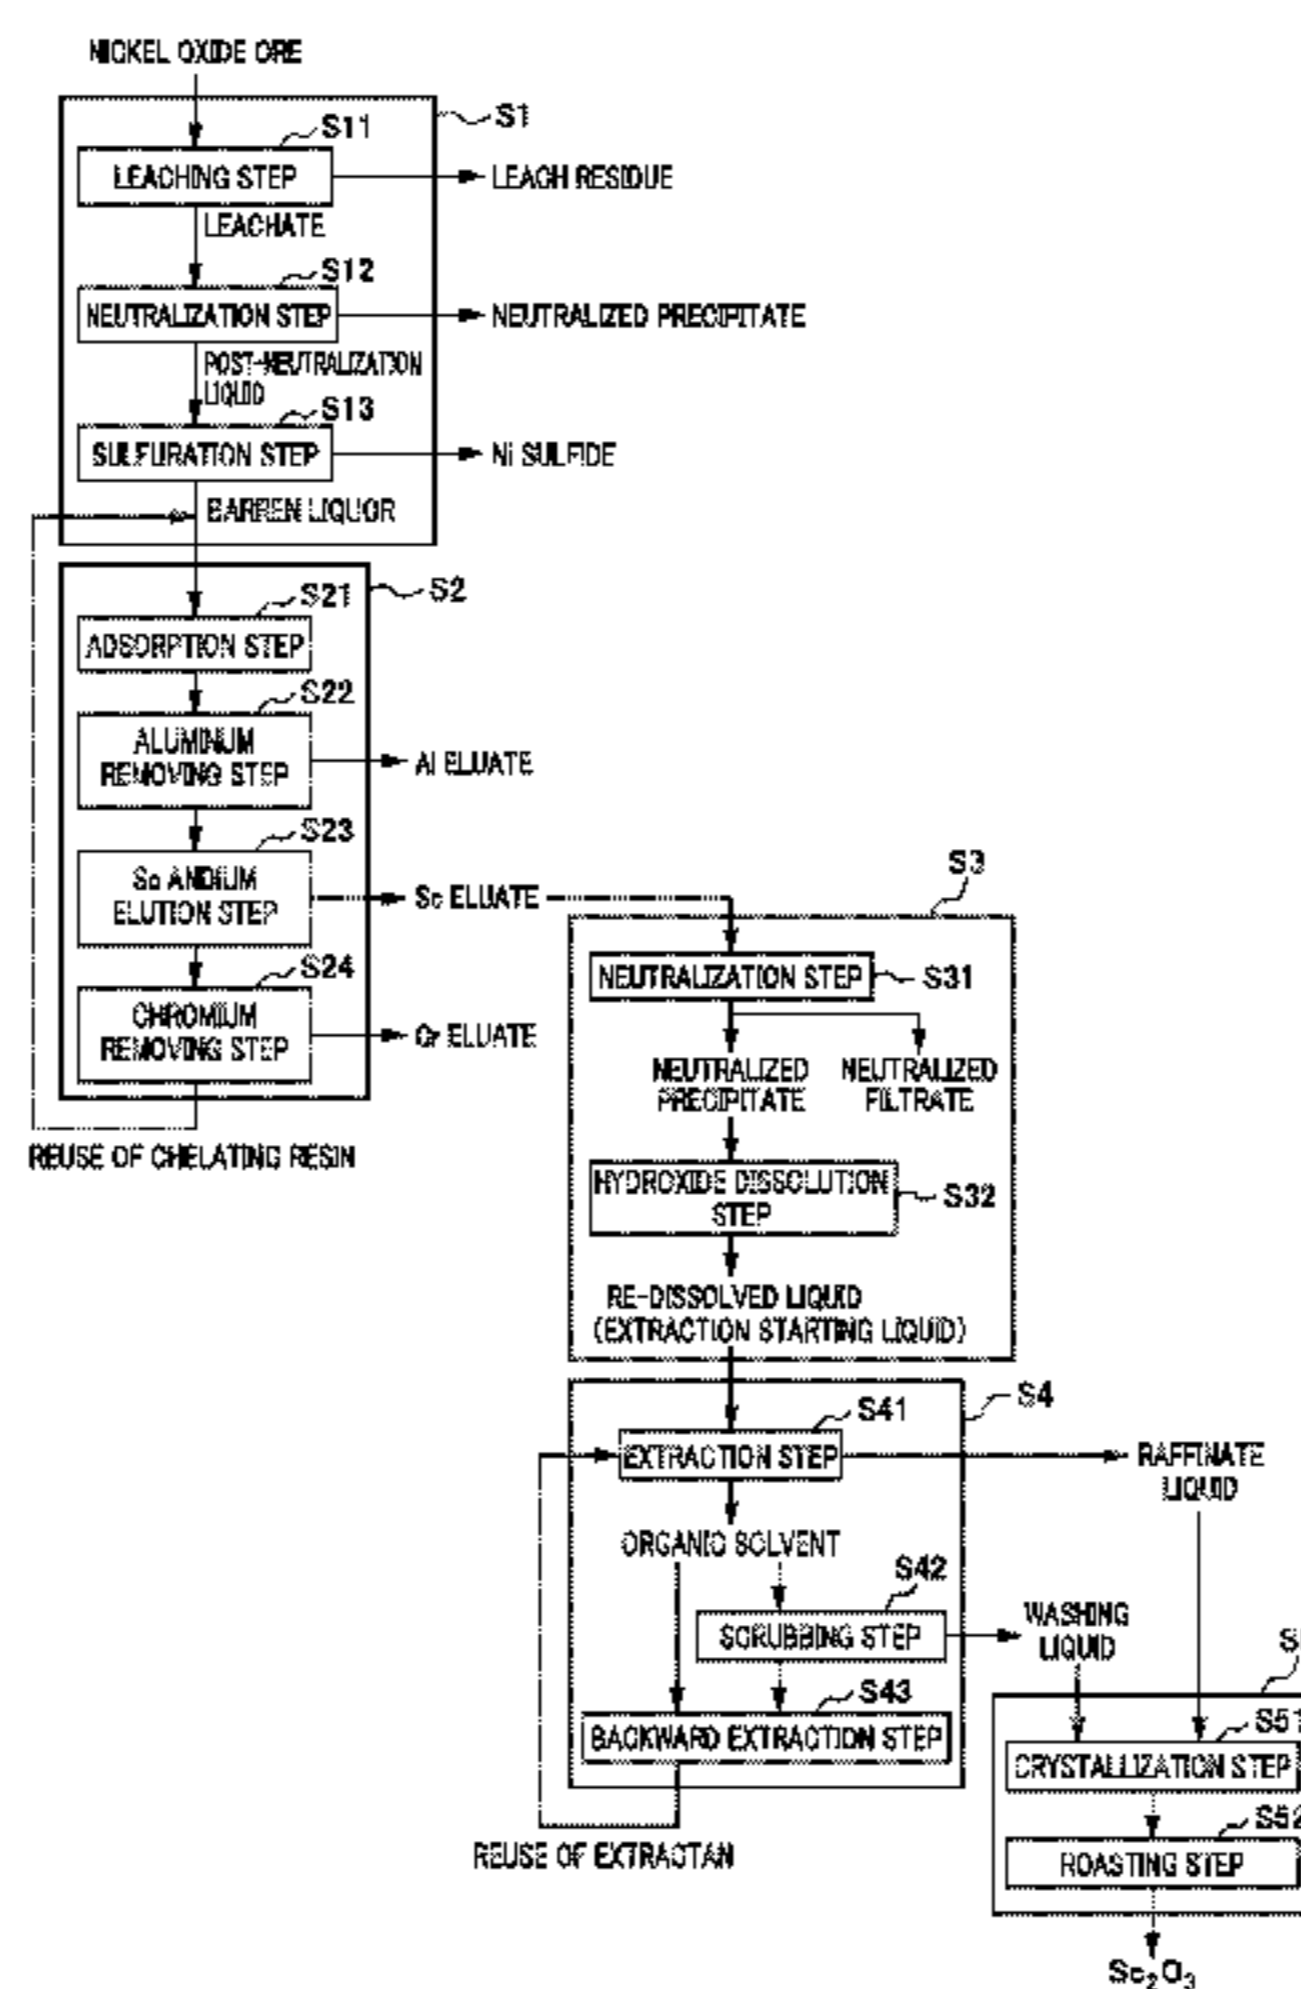 NICKEL OXIDE ORE
S1
S11
LEACHING STEP
LEACH RESIDUE
LEACHATE
S12
NEUTRALIZATION STEP
NEUTRALIZED PRECIPITATE
POST-NEUTRALIZATION
LIQUID
S13
SULFURATION STEP
Ni SULFIDE
BARREN LIQUOR
S2
S21
ADSORPTION STEP
S22
ALUMINUM
REMOVING STEP
Al ELUATE
S23
Sc ANDIUM
ELUTION STEP
Sc ELUATE
S24
CHROMIUM
REMOVING STEP
Cr ELUATE
REUSE OF CHELATING RESIN
S3
NEUTRALIZATION STEP
S31
NEUTRALIZED
PRECIPITATE
NEUTRALIZED
FILTRATE
HYDROXIDE DISSOLUTION
STEP
S32
RE-DISSOLVED LIQUID
(EXTRACTION STARTING LIQUID)
S4
S41
EXTRACTION STEP
RAFFINATE
LIQUID
ORGANIC SOLVENT
S42
SCRUBBING STEP
WASHING
LIQUID
S43
BACKWARD EXTRACTION STEP
REUSE OF EXTRACTAN
S51
CRYSTALLIZATION STEP
S52
ROASTING STEP
Sc₂O₃